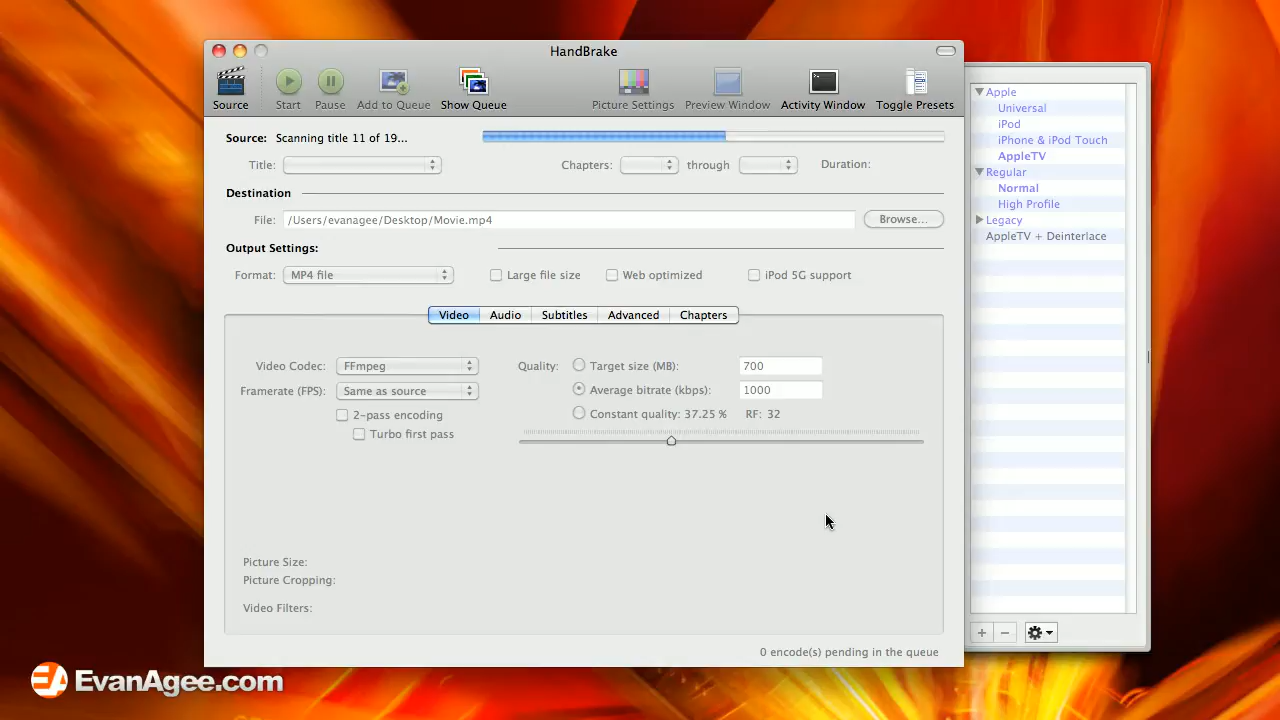 HandBrake
Source Start Pause Add to Queue Show Queue Picture Settings Preview Window Activity Window Toggle Presets
Source: Scanning title 11 of 19...
Title: Chapters: through Duration:
Destination
File: /Users/evanagee/Desktop/Movie.mp4 Browse...
Output Settings:
Format: MP4 file Large file size Web optimized iPod 5G support
Video Audio Subtitles Advanced Chapters
Video Codec: FFmpeg Quality: Target size (MB): 700
Framerate (FPS): Same as source Average bitrate (kbps): 1000
2-pass encoding Constant quality: 37.25 % RF: 32
Turbo first pass
Picture Size:
Picture Cropping:
Video Filters:
0 encode(s) pending in the queue
Apple
Universal
iPod
iPhone & iPod Touch
AppleTV
Regular
Normal
High Profile
Legacy
AppleTV + Deinterlace
EA EvanAgee.com